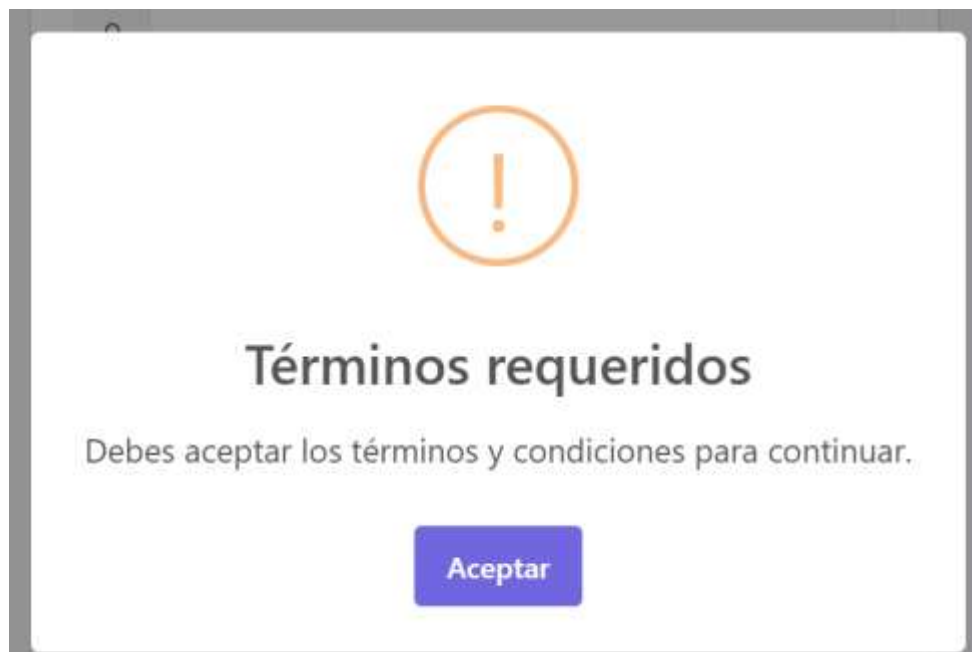 Términos requeridos
Debes aceptar los términos y condiciones para continuar.
Aceptar